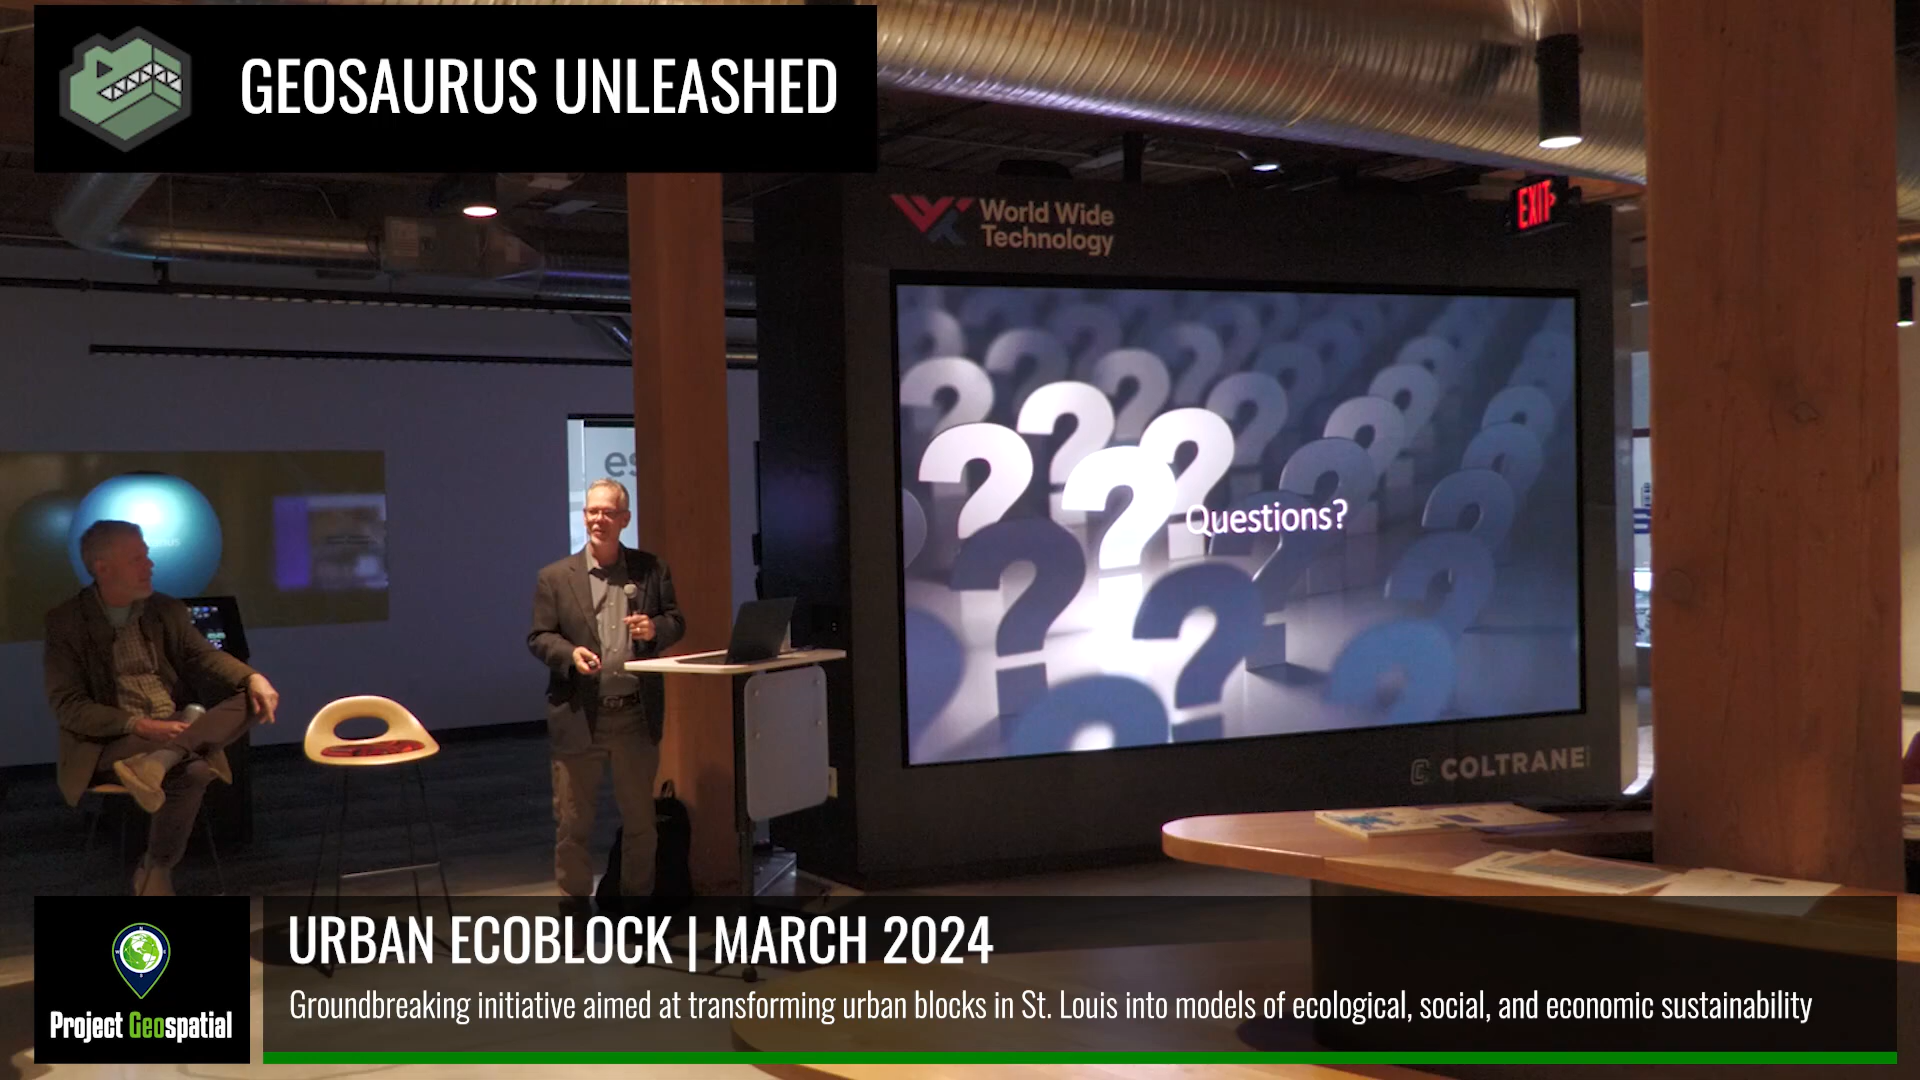 GEOSAURUS UNLEASHED
World Wide
Technology
EXIT
es
Questions?
COLTRANE
URBAN ECOBLOCK | MARCH 2024
Groundbreaking initiative aimed at transforming urban blocks in St. Louis into models of ecological, social, and economic sustainability
Project Geospatial